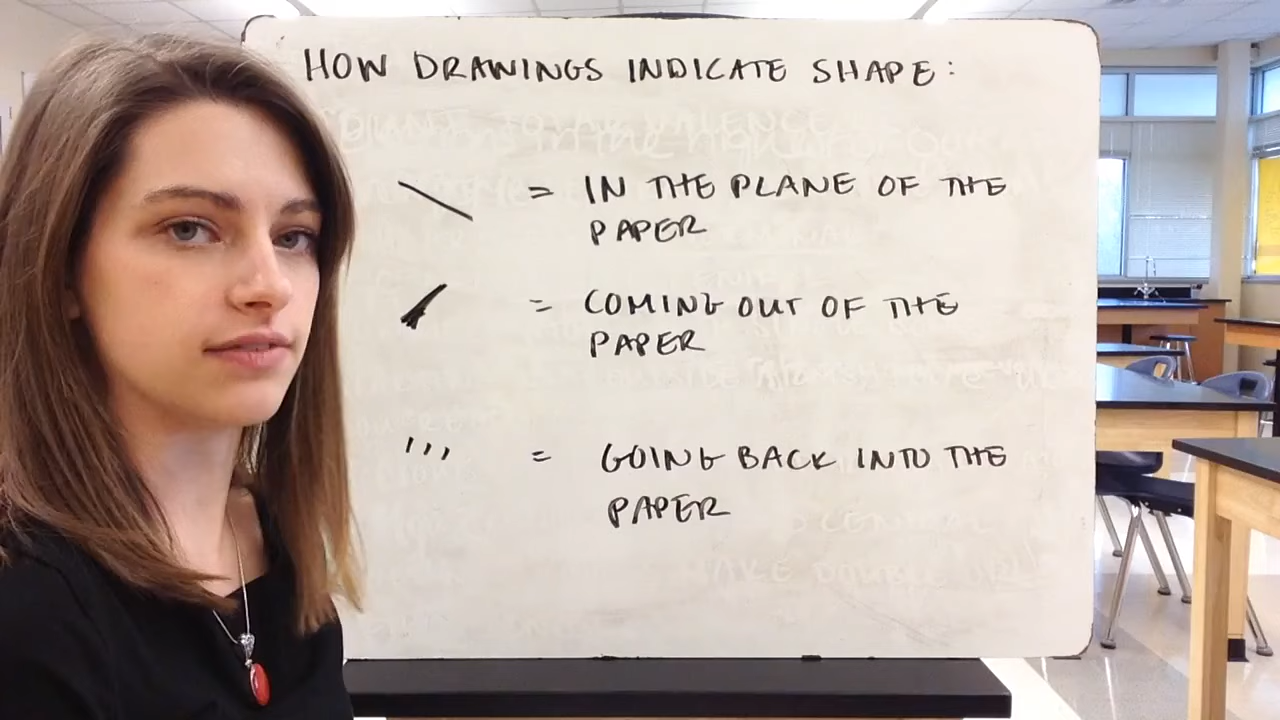 HOW DRAWINGS INDICATE SHAPE:
= IN THE PLANE OF THE
PAPER
= COMING OUT OF THE
PAPER
= GOING BACK INTO THE
PAPER